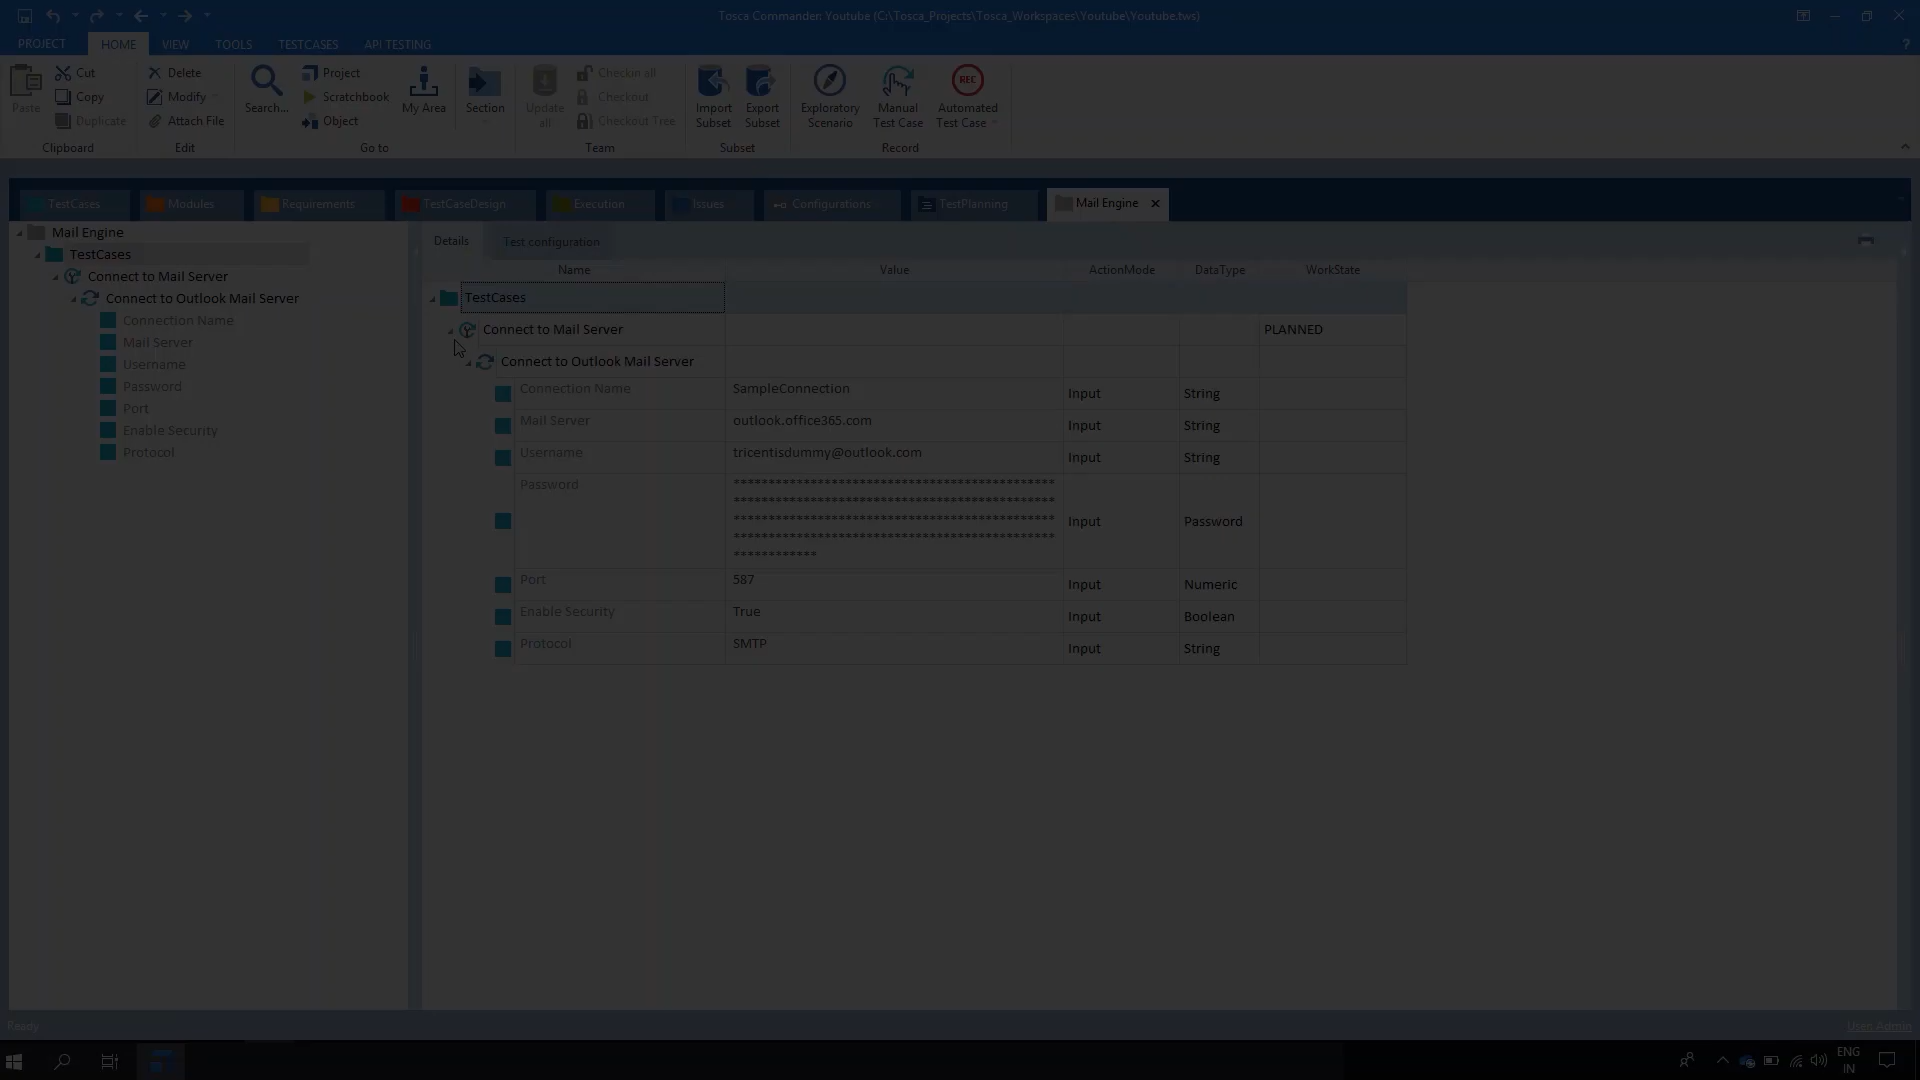 Tosca Commander: Youtube (C:\Tosca_Projects\Tosca_Workspaces\Youtube\Youtube.tws)
PROJECT HOME VIEW TOOLS TESTCASES API TESTING
Paste
Cut
Copy
Duplicate
Clipboard
Delete
Modify
Attach File
Edit
Search...
Project
Scratchbook
Object
My Area
Go to
Section
Update
all
Checkin all
Checkout
Checkout Tree
Team
Import
Subset
Export
Subset
Subset
Exploratory
Scenario
Manual
Test Case
REC
Automated
Test Case
Record
TestCases Modules Requirements TestCaseDesign Execution Issues Configurations TestPlanning Mail Engine
Mail Engine
TestCases
Connect to Mail Server
Connect to Outlook Mail Server
Connection Name
Mail Server
Username
Password
Port
Enable Security
Protocol
Details Test configuration
Name Value ActionMode DataType WorkState
TestCases
Connect to Mail Server PLANNED
Connect to Outlook Mail Server
Connection Name SampleConnection Input String
Mail Server outlook.office365.com Input String
Username tricentisdummy@outlook.com Input String
Password Input Password
Port 587 Input Numeric
Enable Security True Input Boolean
Protocol SMTP Input String
Ready
User: Admin
ENG
IN